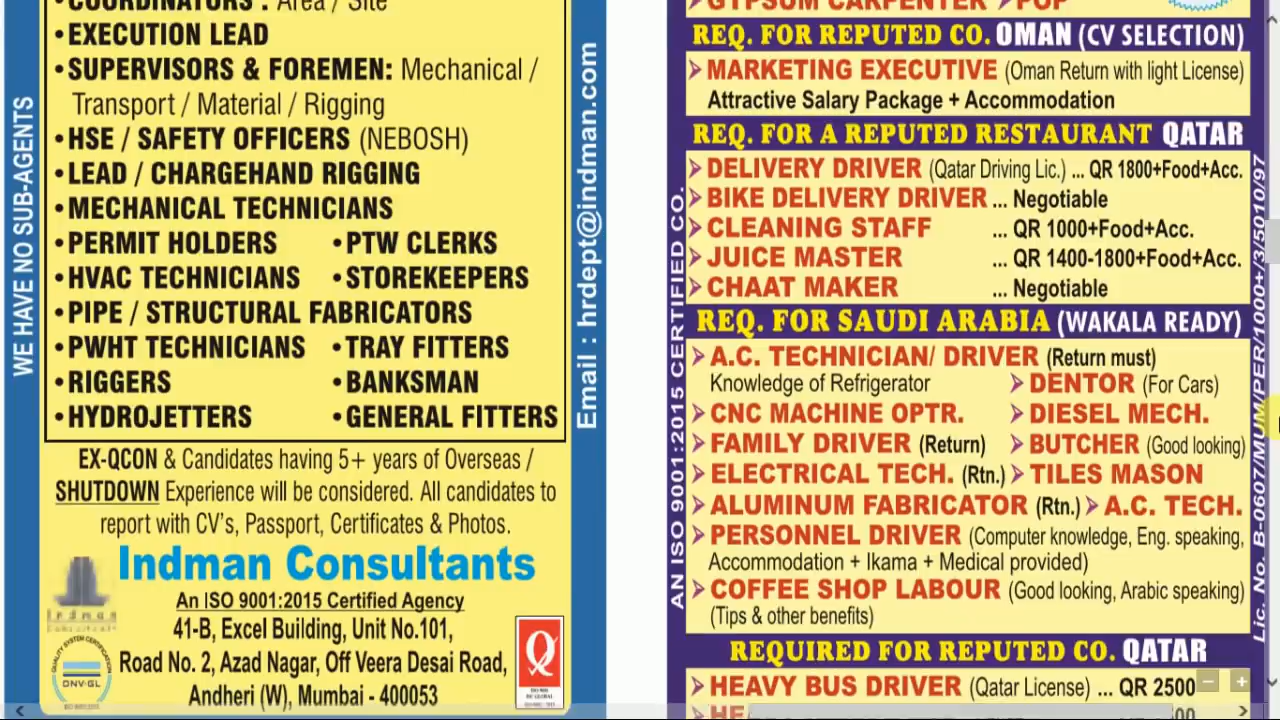 •COORDINATORS : Area / Site
•EXECUTION LEAD
•SUPERVISORS & FOREMEN: Mechanical /
Transport / Material / Rigging
•HSE / SAFETY OFFICERS (NEBOSH)
•LEAD / CHARGEHAND RIGGING
•MECHANICAL TECHNICIANS
•PERMIT HOLDERS •PTW CLERKS
•HVAC TECHNICIANS •STOREKEEPERS
•PIPE / STRUCTURAL FABRICATORS
•PWHT TECHNICIANS •TRAY FITTERS
•RIGGERS •BANKSMAN
•HYDROJETTERS •GENERAL FITTERS
WE HAVE NO SUB-AGENTS
Email : hrdept@indman.com
EX-QCON & Candidates having 5+ years of Overseas /
SHUTDOWN Experience will be considered. All candidates to
report with CV's, Passport, Certificates & Photos.
Indman Consultants
An ISO 9001:2015 Certified Agency
41-B, Excel Building, Unit No.101,
Road No. 2, Azad Nagar, Off Veera Desai Road,
Andheri (W), Mumbai - 400053
Indman
QUALITY SYSTEM CERTIFICATION
DNV·GL
Q
GYPSUM CARPENTER POP
REQ. FOR REPUTED CO. OMAN (CV SELECTION)
MARKETING EXECUTIVE (Oman Return with light License)
Attractive Salary Package + Accommodation
REQ. FOR A REPUTED RESTAURANT QATAR
DELIVERY DRIVER (Qatar Driving Lic.) ... QR 1800+Food+Acc.
BIKE DELIVERY DRIVER ... Negotiable
CLEANING STAFF ... QR 1000+Food+Acc.
JUICE MASTER ... QR 1400-1800+Food+Acc.
CHAAT MAKER ... Negotiable
REQ. FOR SAUDI ARABIA (WAKALA READY)
A.C. TECHNICIAN/ DRIVER (Return must)
Knowledge of Refrigerator DENTOR (For Cars)
CNC MACHINE OPTR. DIESEL MECH.
FAMILY DRIVER (Return) BUTCHER (Good looking)
ELECTRICAL TECH. (Rtn.) TILES MASON
ALUMINUM FABRICATOR (Rtn.) A.C. TECH.
PERSONNEL DRIVER (Computer knowledge, Eng. speaking,
Accommodation + Ikama + Medical provided)
COFFEE SHOP LABOUR (Good looking, Arabic speaking)
(Tips & other benefits)
REQUIRED FOR REPUTED CO. QATAR
HEAVY BUS DRIVER (Qatar License) ... QR 2500
AN ISO 9001:2015 CERTIFIED CO.
Lic. No. B-0607/MUM/PER/1000+/3/5010/97